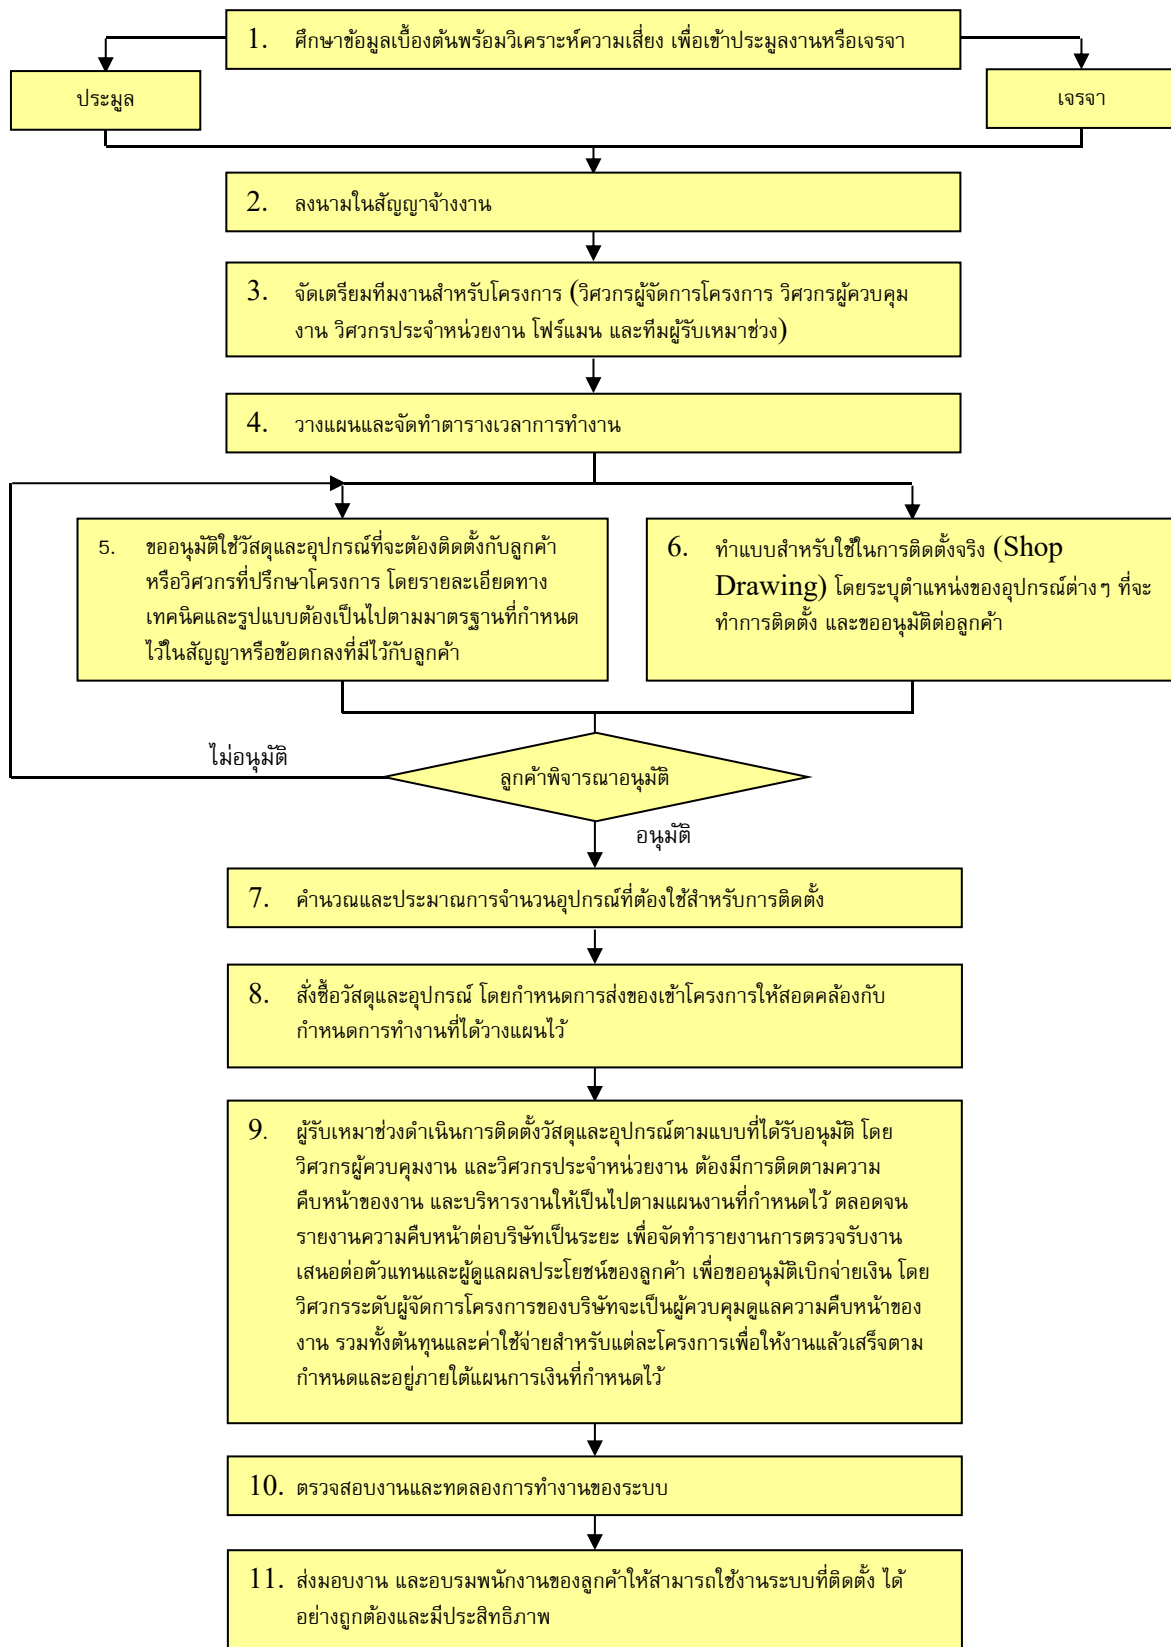 1. ศึกษาข้อมูลเบื้องต้นพร้อมวิเคราะห์ความเสี่ยง เพื่อเข้าประมูลงานหรือเจรจา
ประมูล
เจรจา
2. ลงนามในสัญญาจ้างงาน
3. จัดเตรียมทีมงานสำหรับโครงการ (วิศวกรผู้จัดการโครงการ วิศวกรผู้ควบคุม
งาน วิศวกรประจำหน่วยงาน โฟร์แมน และทีมผู้รับเหมาช่วง)
4. วางแผนและจัดทำตารางเวลาการทำงาน
5. ขออนุมัติใช้วัสดุและอุปกรณ์ที่จะต้องติดตั้งกับลูกค้า
หรือวิศวกรที่ปรึกษาโครงการ โดยรายละเอียดทาง
เทคนิคและรูปแบบต้องเป็นไปตามมาตรฐานที่กำหนด
ไว้ในสัญญาหรือข้อตกลงที่มีไว้กับลูกค้า
6. ทำแบบสำหรับใช้ในการติดตั้งจริง (Shop
Drawing) โดยระบุตำแหน่งของอุปกรณ์ต่างๆ ที่จะ
ทำการติดตั้ง และขออนุมัติต่อลูกค้า
ไม่อนุมัติ
ลูกค้าพิจารณาอนุมัติ
อนุมัติ
7. คำนวณและประมาณการจำนวนอุปกรณ์ที่ต้องใช้สำหรับการติดตั้ง
8. สั่งซื้อวัสดุและอุปกรณ์ โดยกำหนดการส่งของเข้าโครงการให้สอดคล้องกับ
กำหนดการทำงานที่ได้วางแผนไว้
9. ผู้รับเหมาช่วงดำเนินการติดตั้งวัสดุและอุปกรณ์ตามแบบที่ได้รับอนุมัติ โดย
วิศวกรผู้ควบคุมงาน และวิศวกรประจำหน่วยงาน ต้องมีการติดตามความ
คืบหน้าของงาน และบริหารงานให้เป็นไปตามแผนงานที่กำหนดไว้ ตลอดจน
รายงานความคืบหน้าต่อบริษัทเป็นระยะ เพื่อจัดทำรายงานการตรวจรับงาน
เสนอต่อตัวแทนและผู้ดูแลผลประโยชน์ของลูกค้า เพื่อขออนุมัติเบิกจ่ายเงิน โดย
วิศวกรระดับผู้จัดการโครงการของบริษัทจะเป็นผู้ควบคุมดูแลความคืบหน้าของ
งาน รวมทั้งต้นทุนและค่าใช้จ่ายสำหรับแต่ละโครงการเพื่อให้งานแล้วเสร็จตาม
กำหนดและอยู่ภายใต้แผนการเงินที่กำหนดไว้
10. ตรวจสอบงานและทดลองการทำงานของระบบ
11. ส่งมอบงาน และอบรมพนักงานของลูกค้าให้สามารถใช้งานระบบที่ติดตั้ง ได้
อย่างถูกต้องและมีประสิทธิภาพ